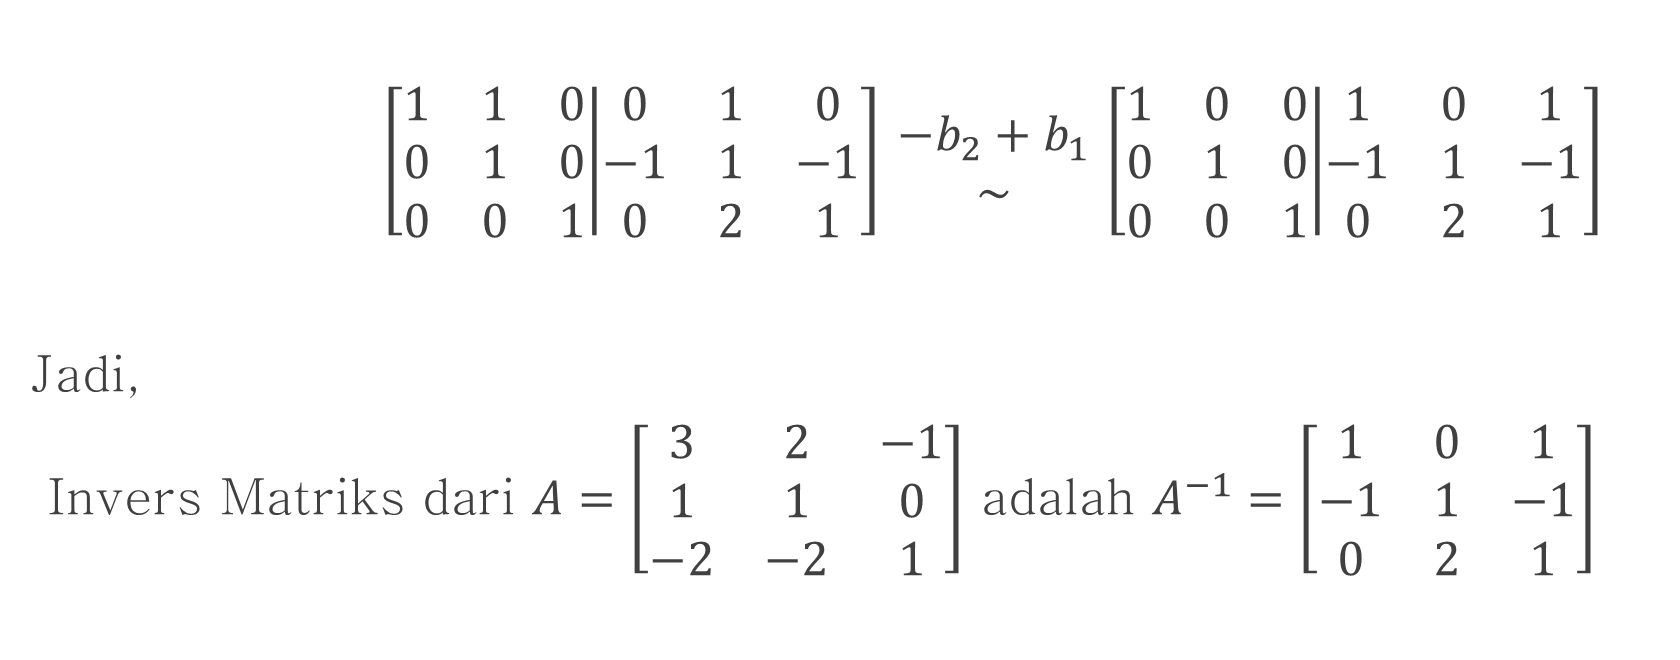 [1 1 0 | 0 1 0] −b₂ + b₁ [1 0 0 | 1 0 1]
[0 1 0 | −1 1 −1] ~ [0 1 0 | −1 1 −1]
[0 0 1 | 0 2 1] [0 0 1 | 0 2 1]
Jadi,
[3 2 −1] [1 0 1]
Invers Matriks dari A = [1 1 0] adalah A⁻¹ = [−1 1 −1]
[−2 −2 1] [0 2 1]